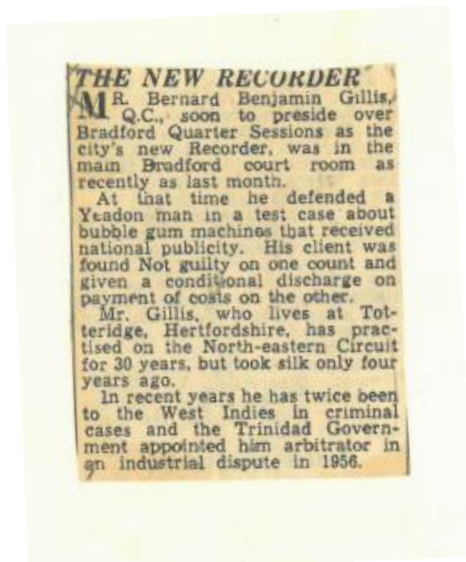 THE NEW RECORDER
MR. Bernard Benjamin Gillis,
Q.C., soon to preside over
Bradford Quarter Sessions as the
city's new Recorder, was in the
main Bradford court room as
recently as last month.
At that time he defended a
Yeadon man in a test case about
bubble gum machines that received
national publicity. His client was
found Not guilty on one count and
given a conditional discharge on
payment of costs on the other.
Mr. Gillis, who lives at Tot-
teridge, Hertfordshire, has prac-
tised on the North-eastern Circuit
for 30 years, but took silk only four
years ago.
In recent years he has twice been
to the West Indies in criminal
cases and the Trinidad Govern-
ment appointed him arbitrator in
an industrial dispute in 1956.